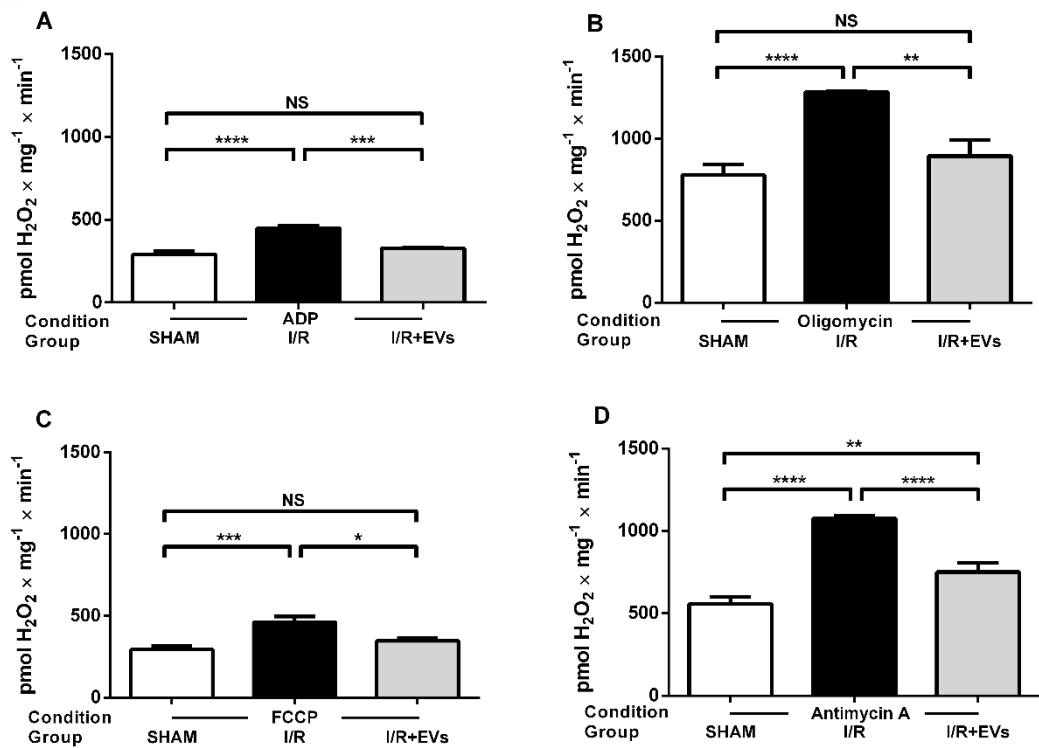 A
1500
1000
500
0
pmol H₂O₂ × mg⁻¹ × min⁻¹
NS
**** ***
Condition ADP
Group SHAM I/R I/R+EVs
B
1500
1000
500
0
pmol H₂O₂ × mg⁻¹ × min⁻¹
NS
**** **
Condition Oligomycin
Group SHAM I/R I/R+EVs
C
1500
1000
500
0
pmol H₂O₂ × mg⁻¹ × min⁻¹
NS
*** *
Condition FCCP
Group SHAM I/R I/R+EVs
D
1500
1000
500
0
pmol H₂O₂ × mg⁻¹ × min⁻¹
**
**** ****
Condition Antimycin A
Group SHAM I/R I/R+EVs